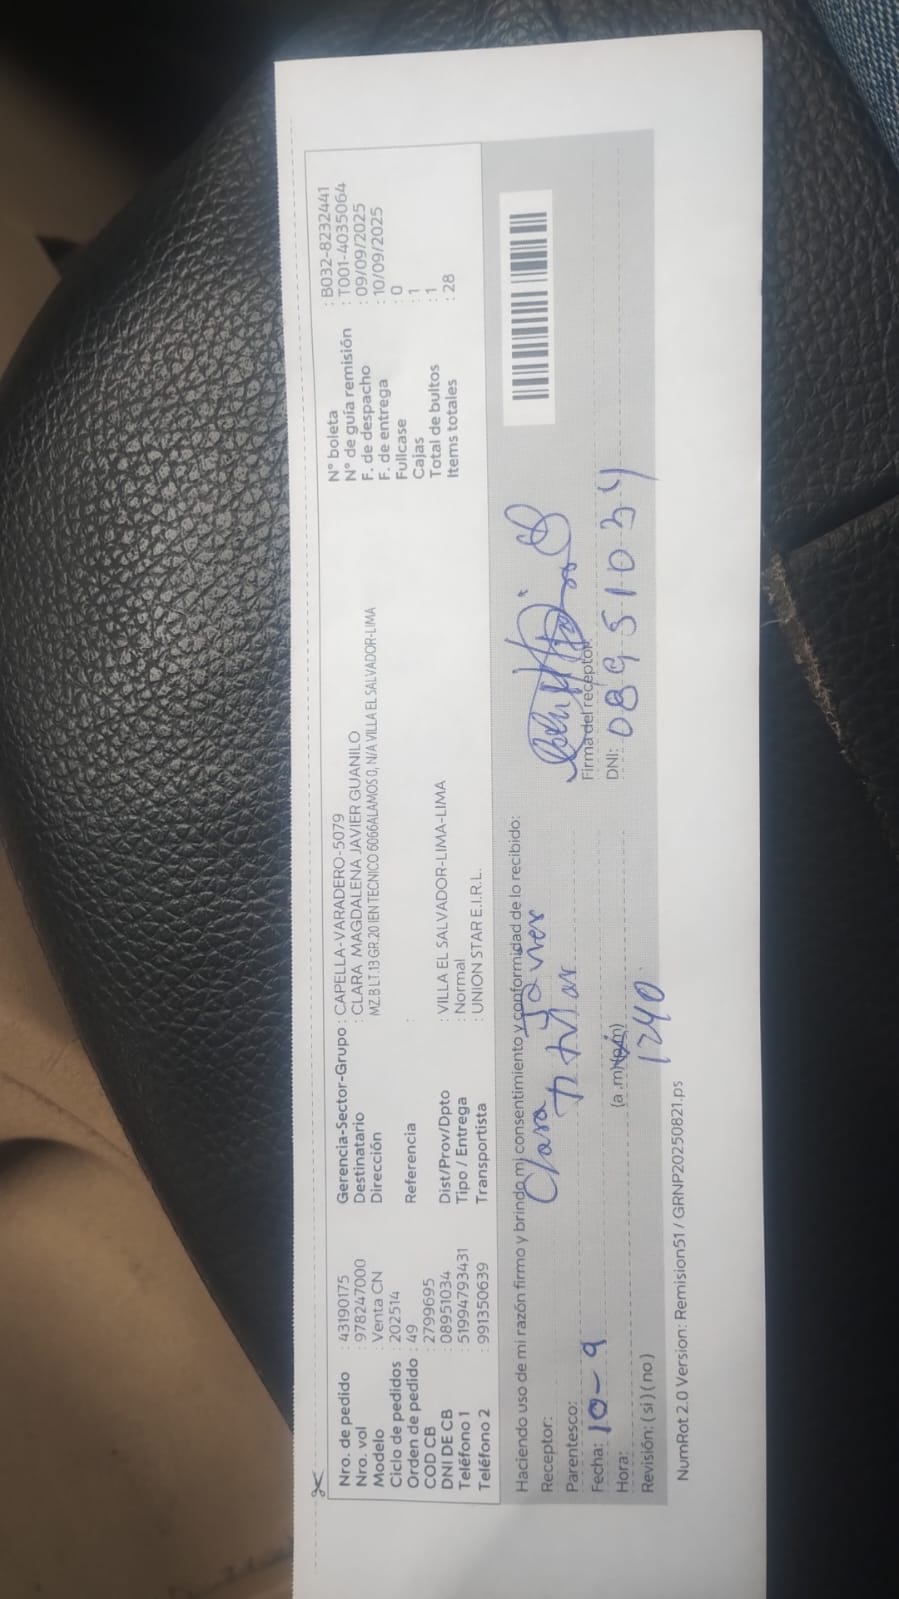 Nro. de pedido : 43190175
Nro. vol : 978247000
Modelo : Venta CN
Ciclo de pedidos : 202514
Orden de pedido : 49
COD CB : 2799695
DNI DE CB : 08951034
Teléfono 1 : 51994793431
Teléfono 2 : 991350639
Gerencia-Sector-Grupo : CAPELLA-VARADERO-5079
Destinatario : CLARA MAGDALENA JAVIER GUANILO
Dirección MZ.B LT.13 GR.20 IEN TECNICO 6066ALAMOS 0, N/A VILLA EL SALVADOR-LIMA
Referencia :
Dist/Prov/Dpto : VILLA EL SALVADOR-LIMA-LIMA
Tipo / Entrega : Normal
Transportista : UNION STAR E.I.R.L.
N° boleta : B032-8232441
N° de guía remisión : T001-4035064
F. de despacho : 09/09/2025
F. de entrega : 10/09/2025
Fullcase : 0
Cajas : 1
Total de bultos : 1
Items totales : 28
Haciendo uso de mi razón firmo y brindo mi consentimiento y conformidad de lo recibido:
Receptor: Clara Javier
Parentesco:
Fecha: 10-9
Hora: 1240
Revisión: (si) (no)
Firma del receptor
DNI: 08951034
NumRot 2.0 Version: Remision51 / GRNP20250821.ps